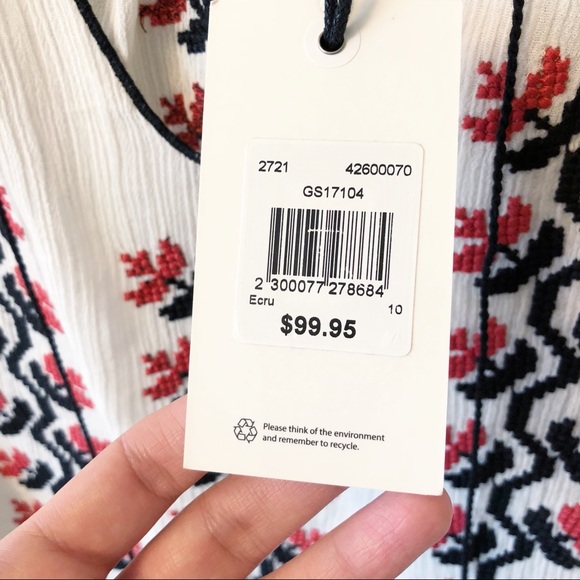 2721 42600070
GS17104
2 300077 278684
Ecru 10
$99.95
Please think of the environment
and remember to recycle.